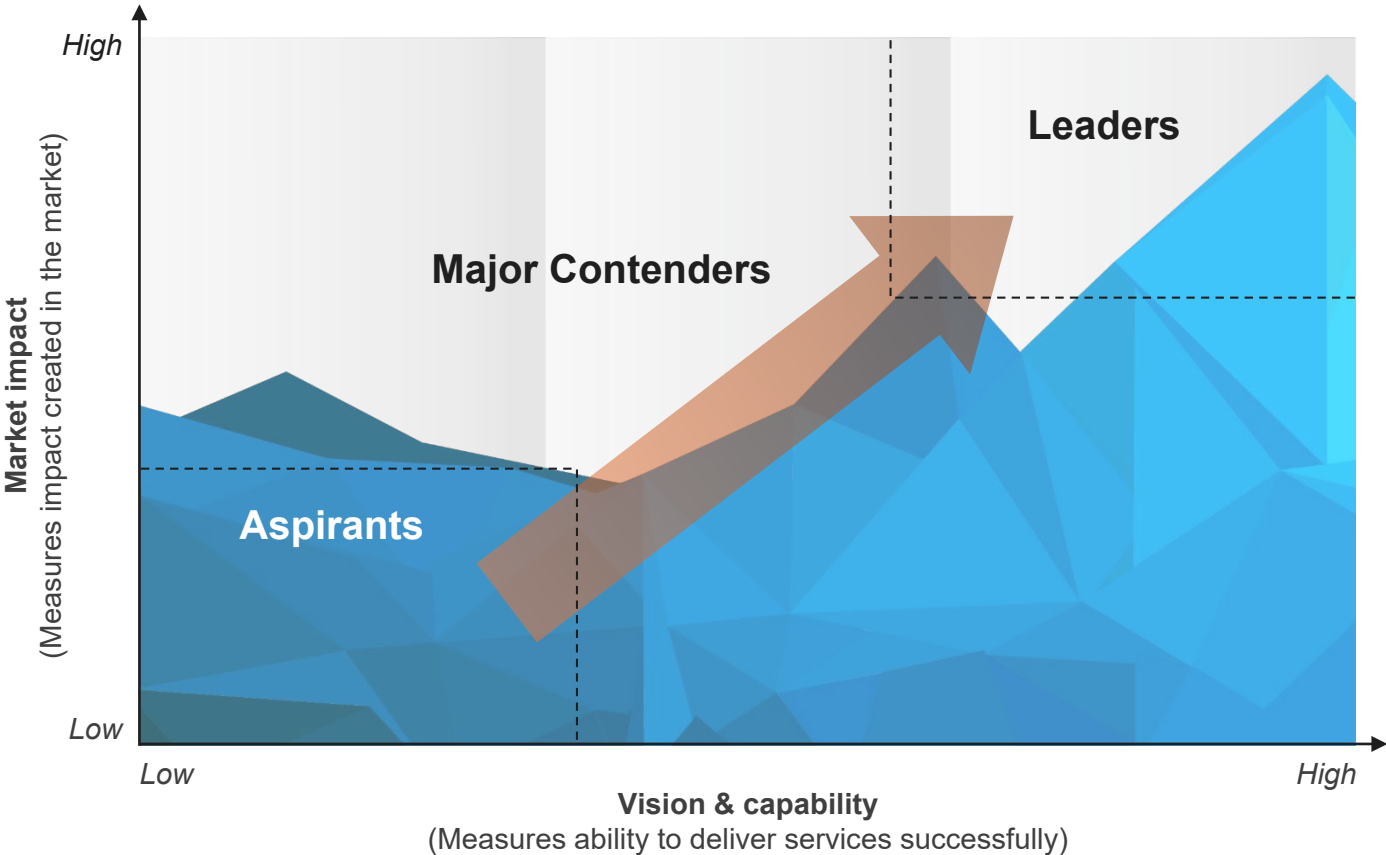 High
Leaders
Major Contenders
Market impact
(Measures impact created in the market)
Aspirants
Low
Low
High
Vision & capability
(Measures ability to deliver services successfully)